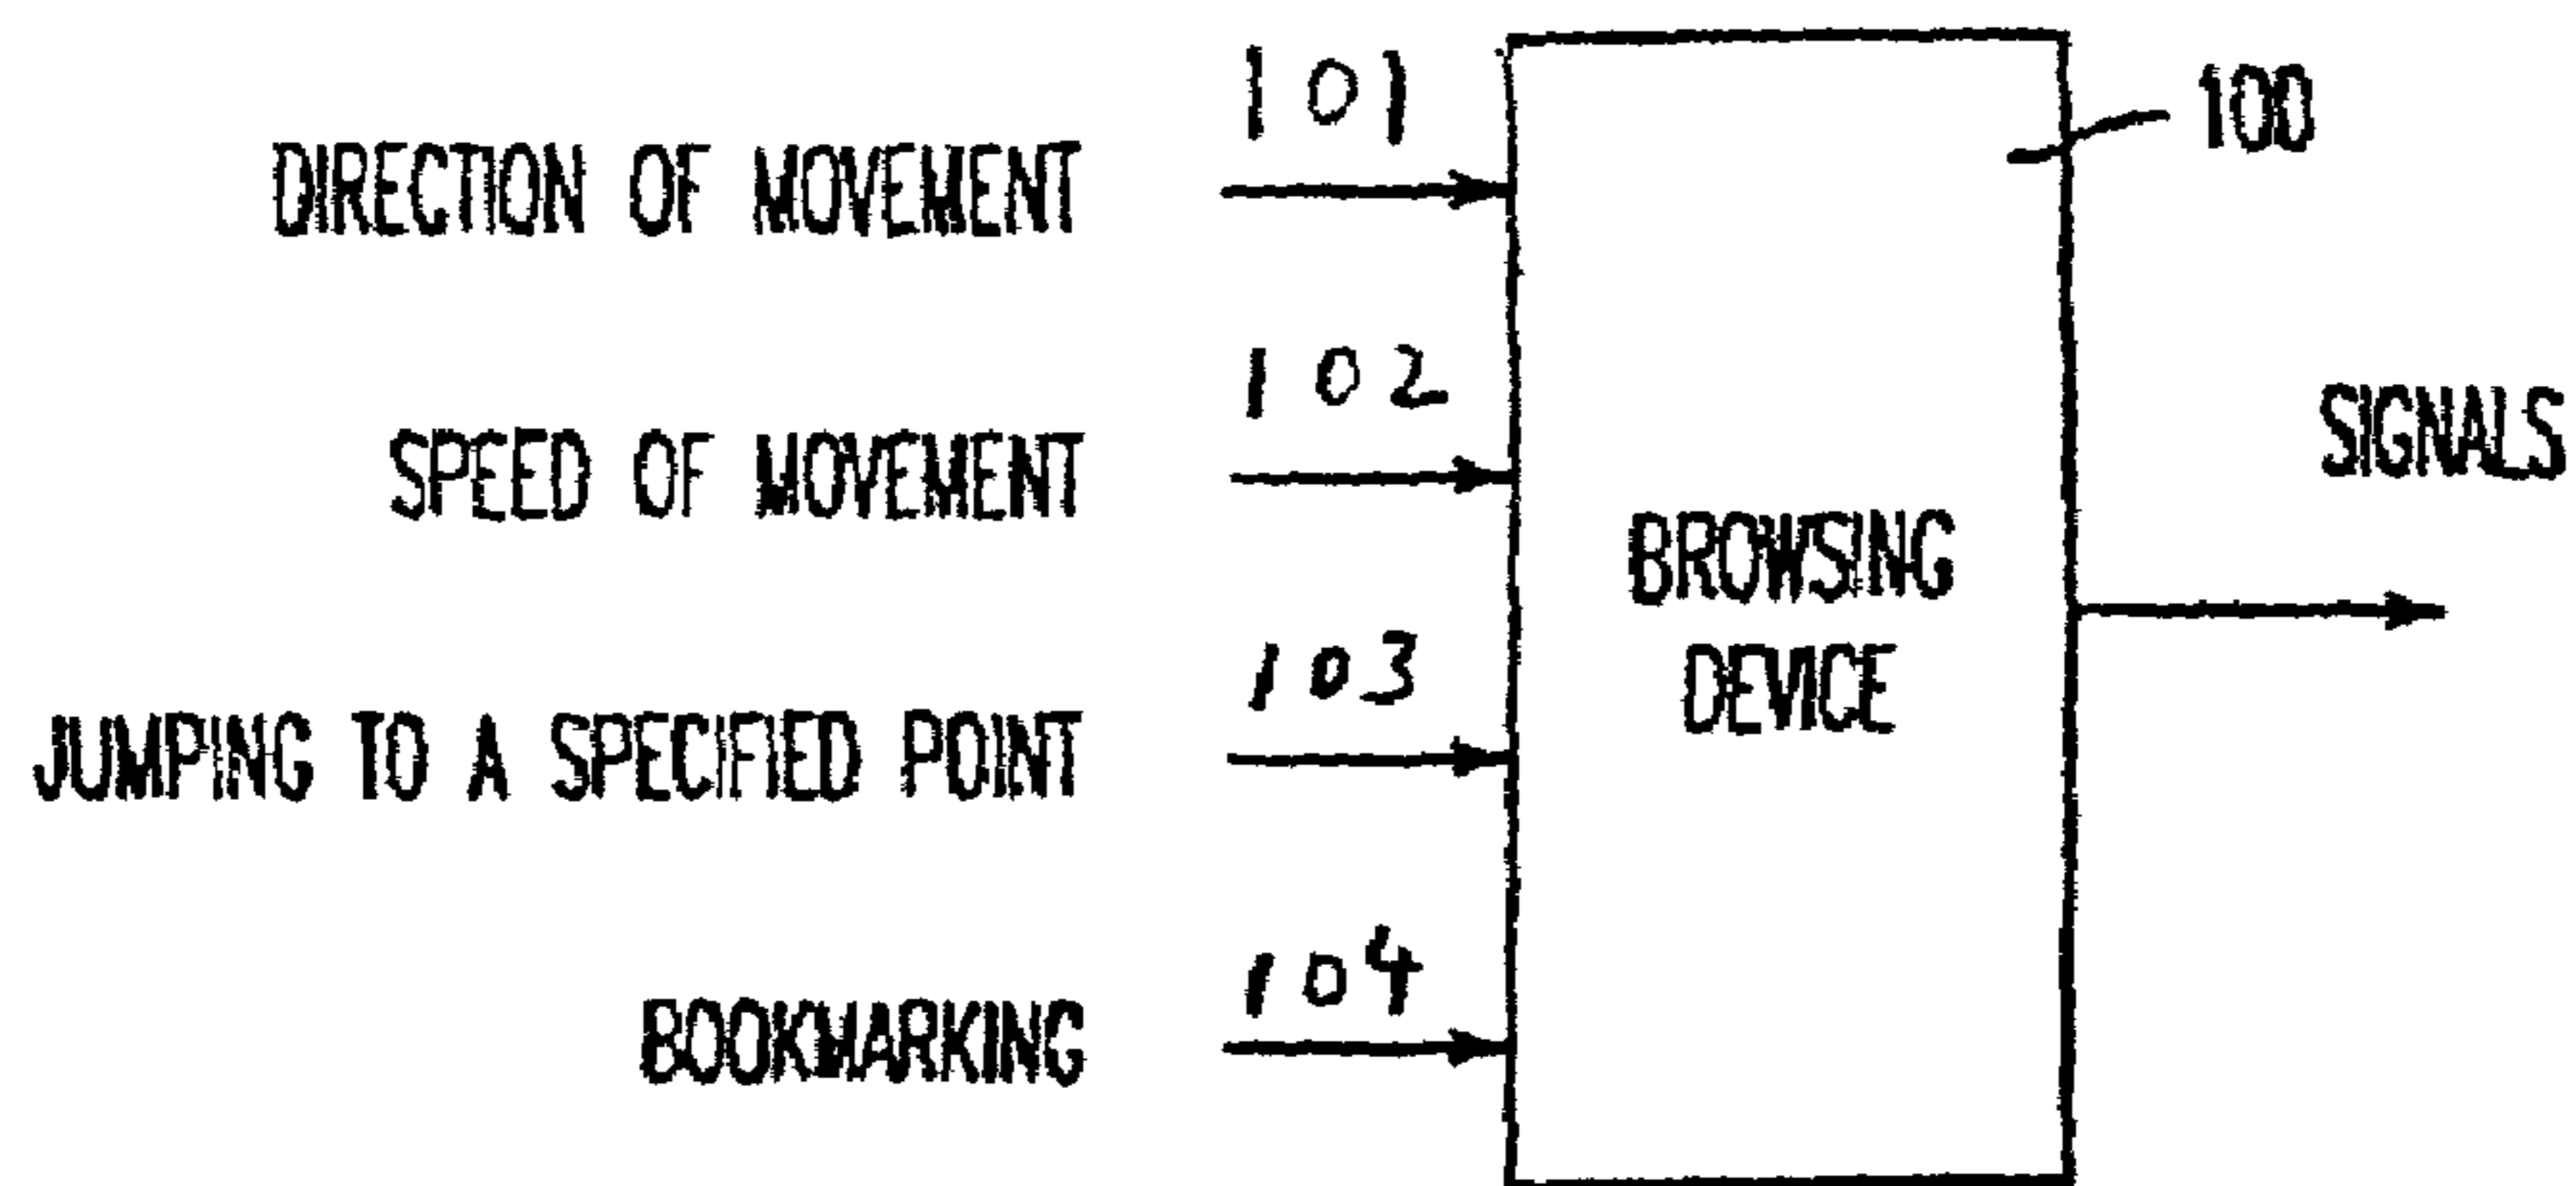 101
100
DIRECTION OF MOVEMENT
102
SIGNALS
SPEED OF MOVEMENT
BROWSING
DEVICE
103
JUMPING TO A SPECIFIED POINT
104
BOOKMARKING